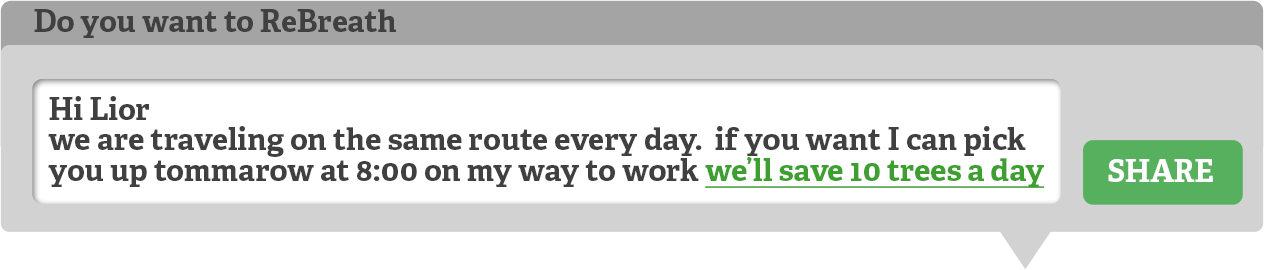 Do you want to ReBreath
Hi Lior
we are traveling on the same route every day.  if you want I can pick
you up tommarow at 8:00 on my way to work we'll save 10 trees a day
SHARE